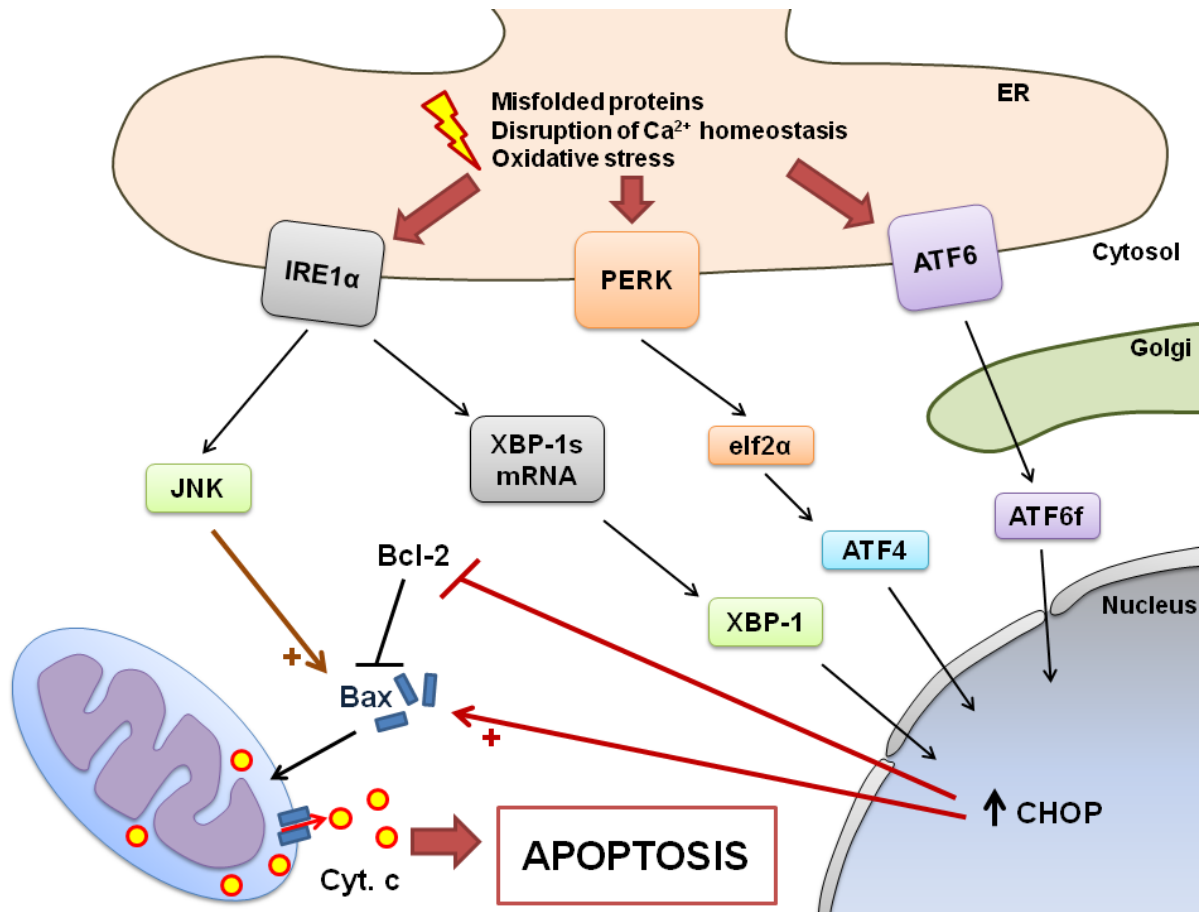 ER
Misfolded proteins
Disruption of Ca²⁺ homeostasis
Oxidative stress
IRE1α
PERK
ATF6
Cytosol
Golgi
JNK
XBP-1s
mRNA
eIf2α
ATF6f
Bcl-2
ATF4
Nucleus
XBP-1
+
Bax
+
CHOP
Cyt. c
APOPTOSIS